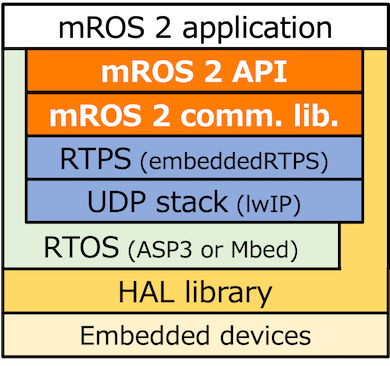 mROS 2 application
mROS 2 API
mROS 2 comm. lib.
RTPS (embeddedRTPS)
UDP stack (lwIP)
RTOS (ASP3 or Mbed)
HAL library
Embedded devices